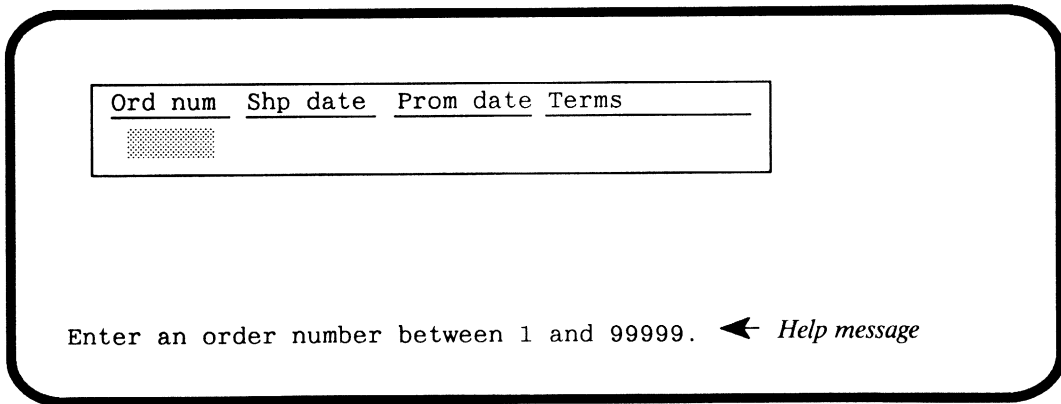 Ord num Shp date Prom date Terms
Enter an order number between 1 and 99999. Help message